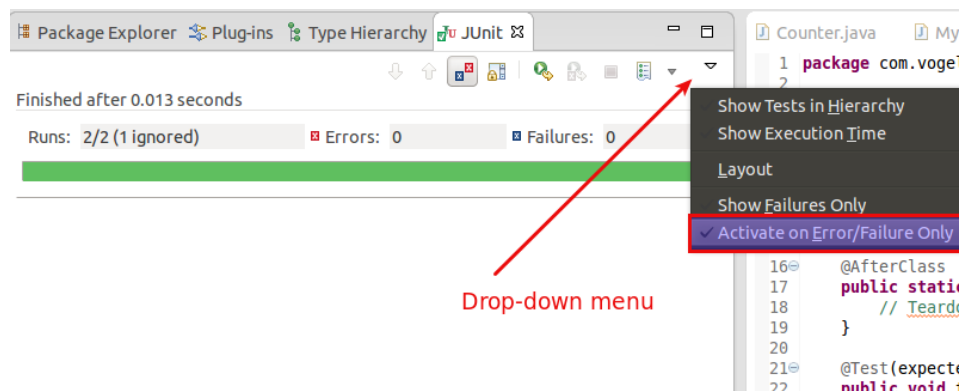 Package Explorer Plug-ins Type Hierarchy JUnit
Counter.java My
Finished after 0.013 seconds
Runs: 2/2 (1 ignored) Errors: 0 Failures: 0
Show Tests in Hierarchy
Show Execution Time
Layout
Show Failures Only
Activate on Error/Failure Only
Drop-down menu
1 package com.vogel
2
16 @AfterClass
17 public static
18 // Teardo
19 }
20
21 @Test(expecte
22 public void t